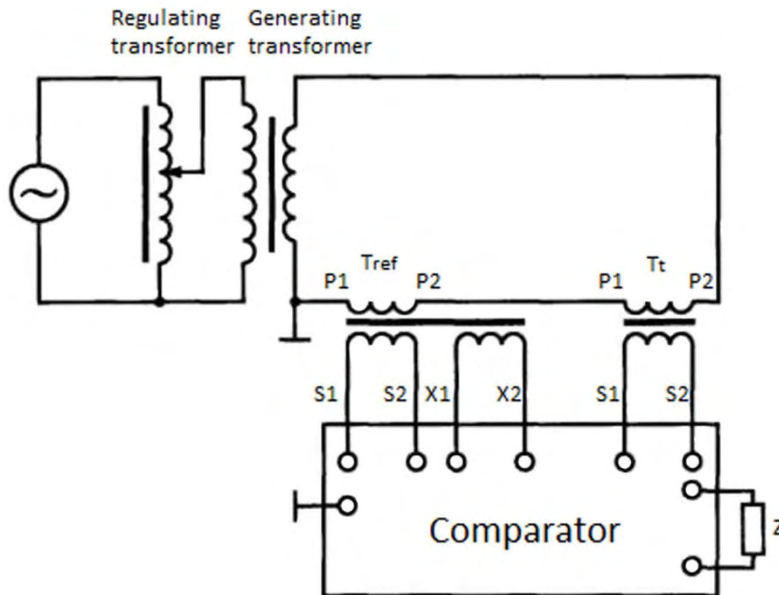 Regulating transformer
Generating transformer
P1
Tref
P2
P1
Tt
P2
S1
S2
X1
X2
S1
S2
Comparator
Z